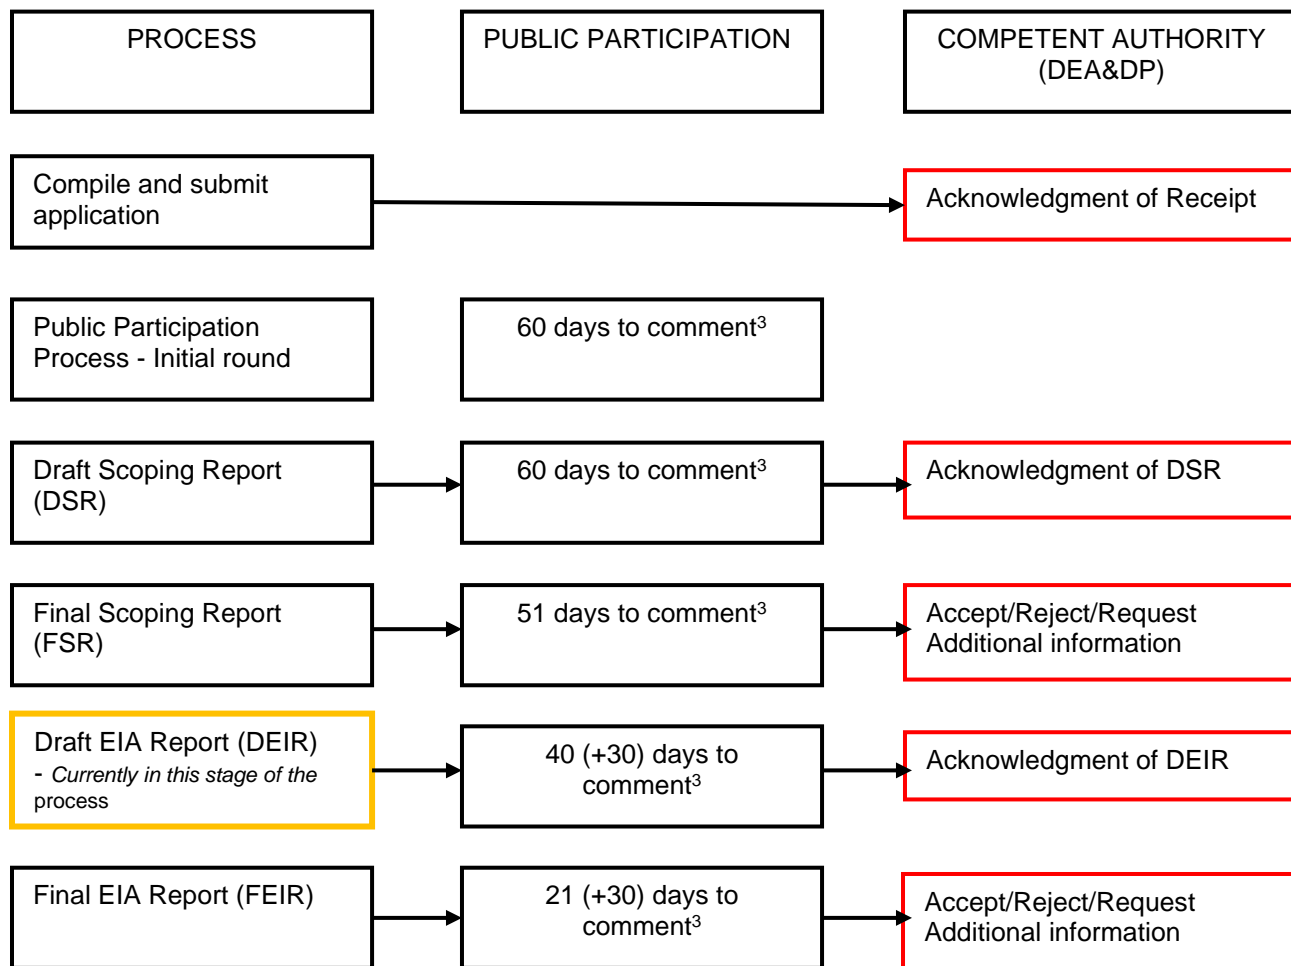 PROCESS
PUBLIC PARTICIPATION
COMPETENT AUTHORITY
(DEA&DP)
Compile and submit
application
Acknowledgment of Receipt
Public Participation
Process - Initial round
60 days to comment³
Draft Scoping Report
(DSR)
60 days to comment³
Acknowledgment of DSR
Final Scoping Report
(FSR)
51 days to comment³
Accept/Reject/Request
Additional information
Draft EIA Report (DEIR)
- Currently in this stage of the
process
40 (+30) days to
comment³
Acknowledgment of DEIR
Final EIA Report (FEIR)
21 (+30) days to
comment³
Accept/Reject/Request
Additional information